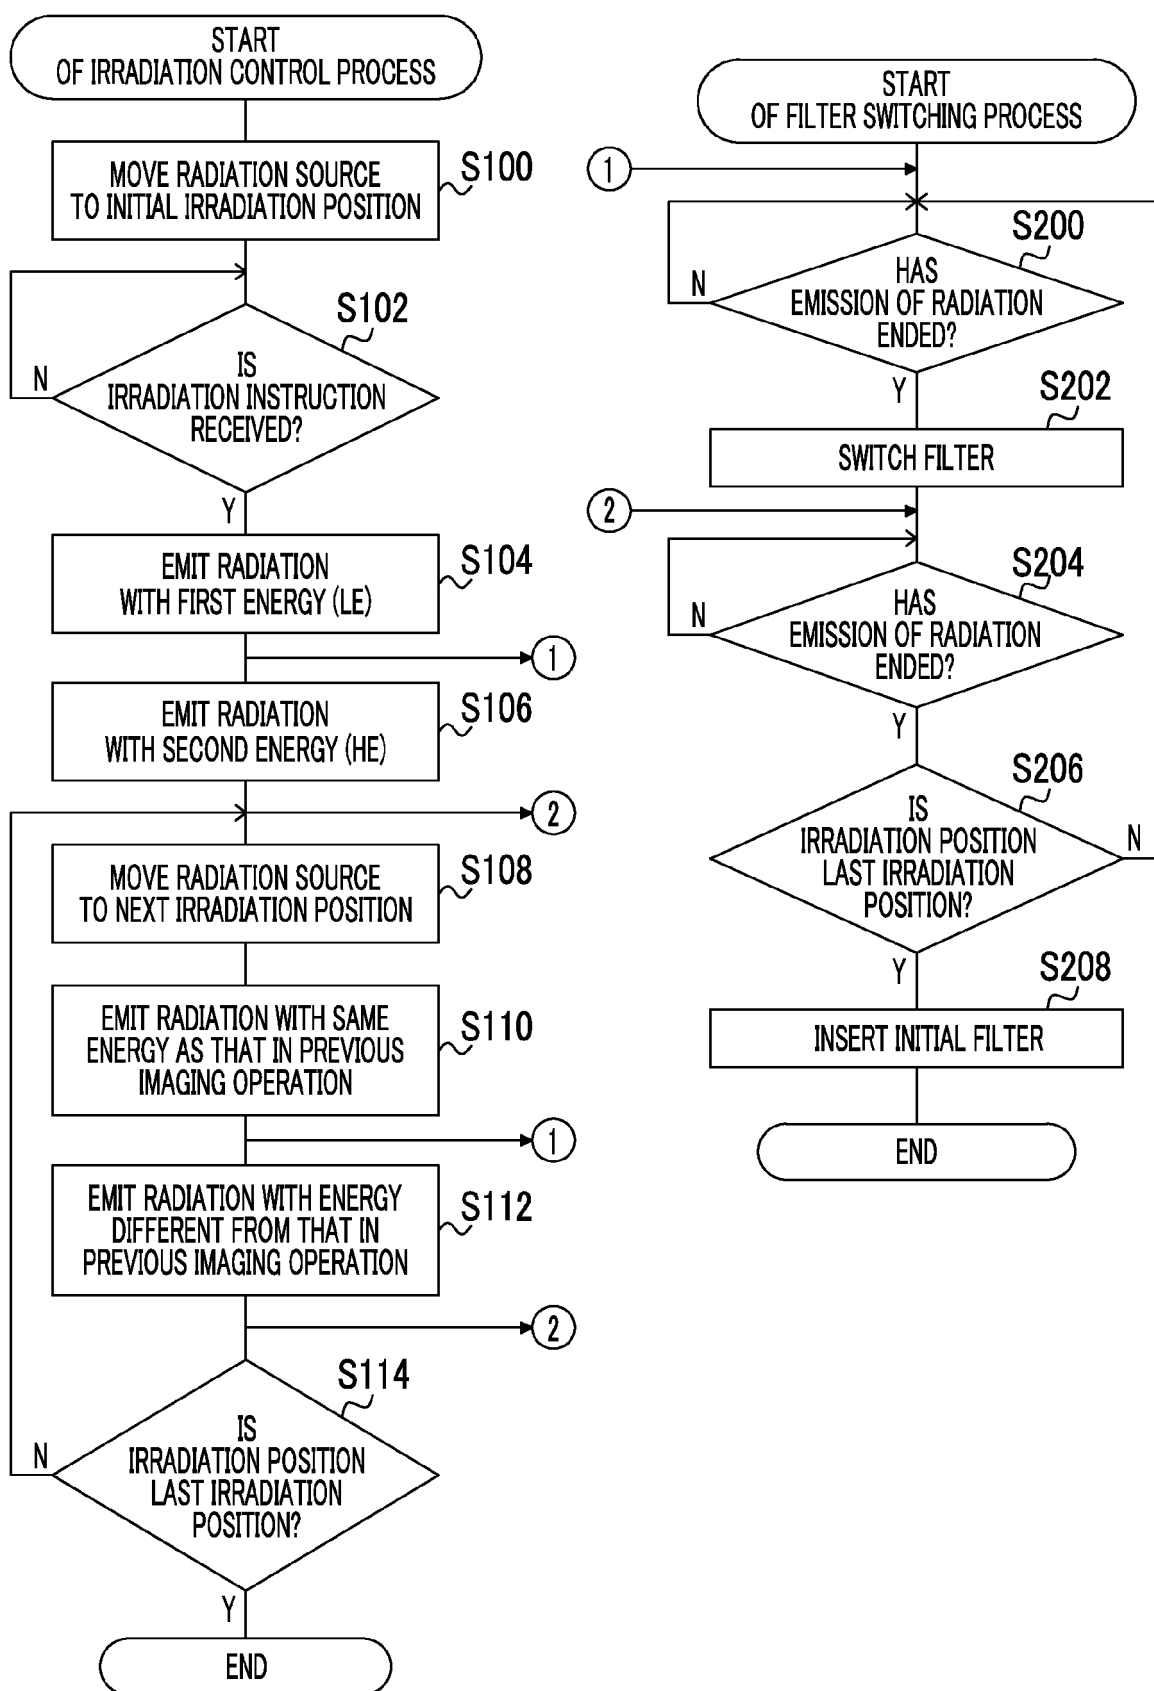 START
OF IRRADIATION CONTROL PROCESS
MOVE RADIATION SOURCE
TO INITIAL IRRADIATION POSITION
S100
S102
IS
IRRADIATION INSTRUCTION
RECEIVED?
N
Y
EMIT RADIATION
WITH FIRST ENERGY (LE)
S104
1
EMIT RADIATION
WITH SECOND ENERGY (HE)
S106
2
MOVE RADIATION SOURCE
TO NEXT IRRADIATION POSITION
S108
EMIT RADIATION WITH SAME
ENERGY AS THAT IN PREVIOUS
IMAGING OPERATION
S110
1
EMIT RADIATION WITH ENERGY
DIFFERENT FROM THAT IN
PREVIOUS IMAGING OPERATION
S112
2
S114
IS
IRRADIATION POSITION
LAST IRRADIATION
POSITION?
N
Y
END
START
OF FILTER SWITCHING PROCESS
1
S200
HAS
EMISSION OF RADIATION
ENDED?
N
Y
S202
SWITCH FILTER
2
S204
HAS
EMISSION OF RADIATION
ENDED?
N
Y
S206
IS
IRRADIATION POSITION
LAST IRRADIATION
POSITION?
N
Y
S208
INSERT INITIAL FILTER
END